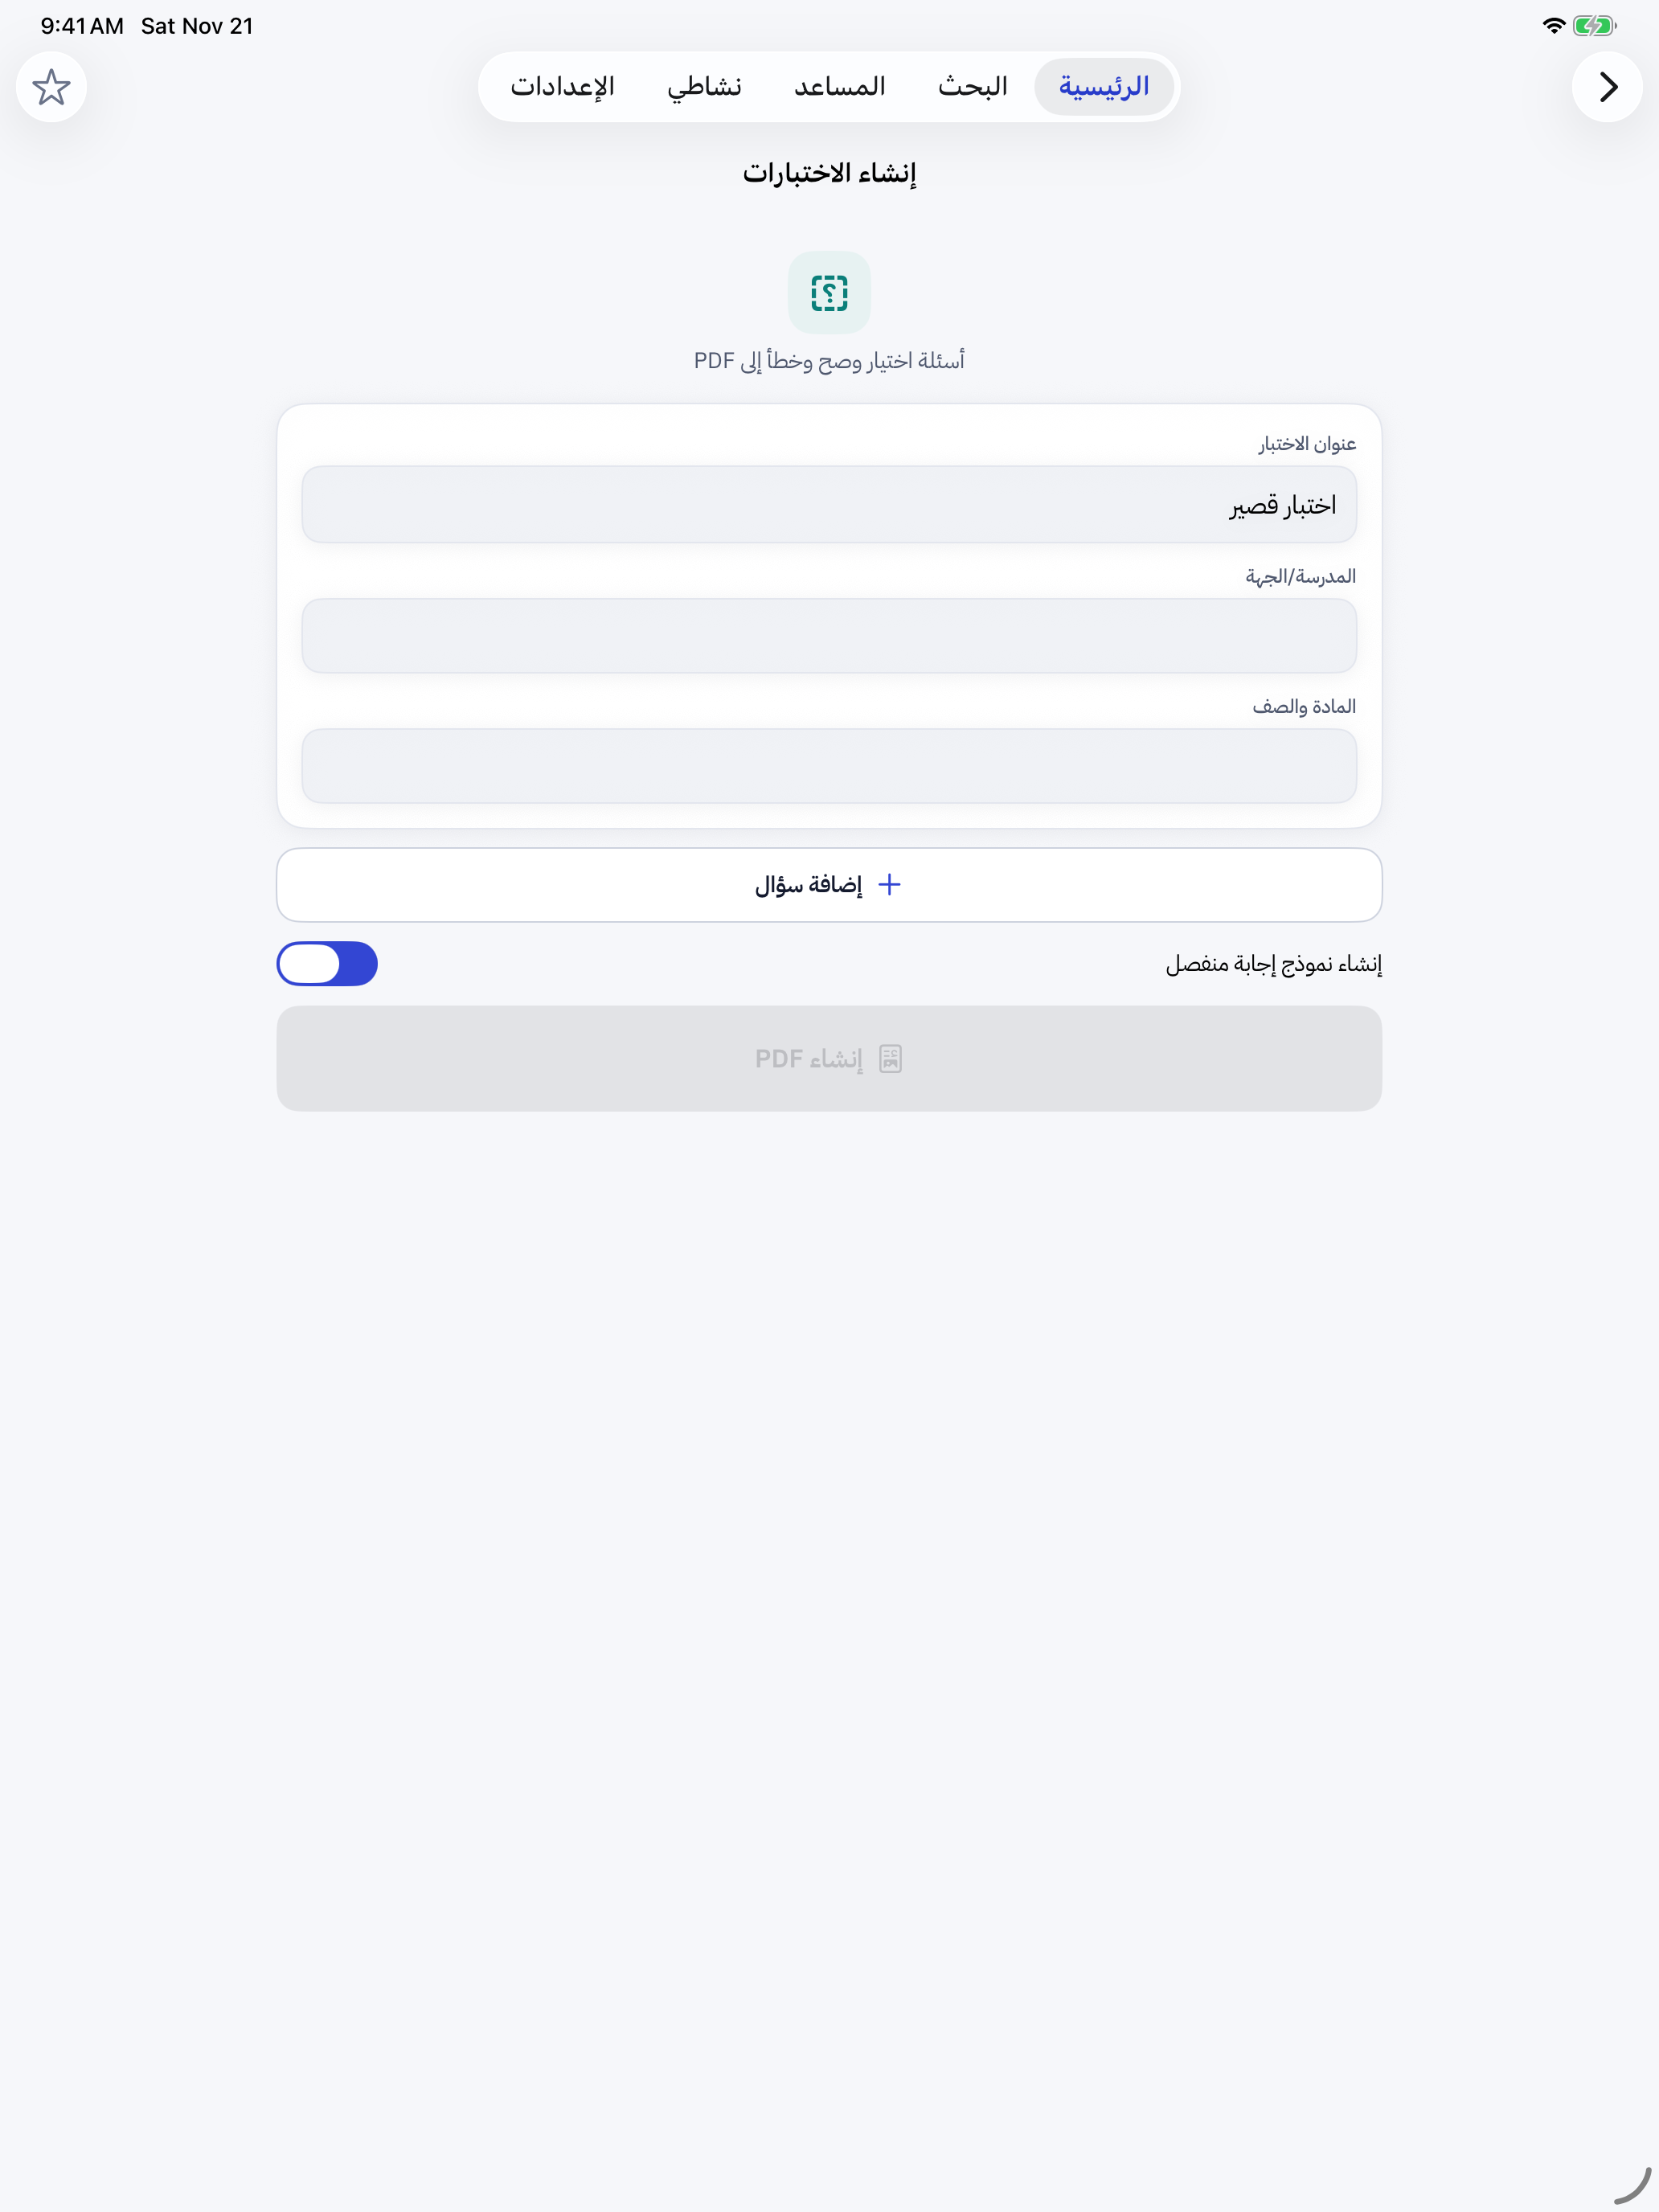 9:41 AM Sat Nov 21
الرئيسية البحث المساعد نشاطي الإعدادات
إنشاء الاختبارات
أسئلة اختيار وصح وخطأ إلى PDF
عنوان الاختبار
اختبار قصير
المدرسة/الجهة
المادة والصف
إضافة سؤال
إنشاء نموذج إجابة منفصل
إنشاء PDF